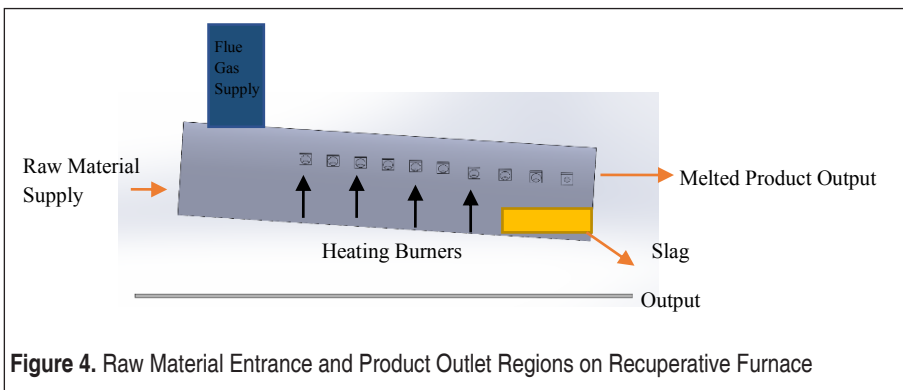 Flue
Gas
Supply
Raw Material
Supply
Melted Product Output
Heating Burners
Slag
Output
Figure 4. Raw Material Entrance and Product Outlet Regions on Recuperative Furnace